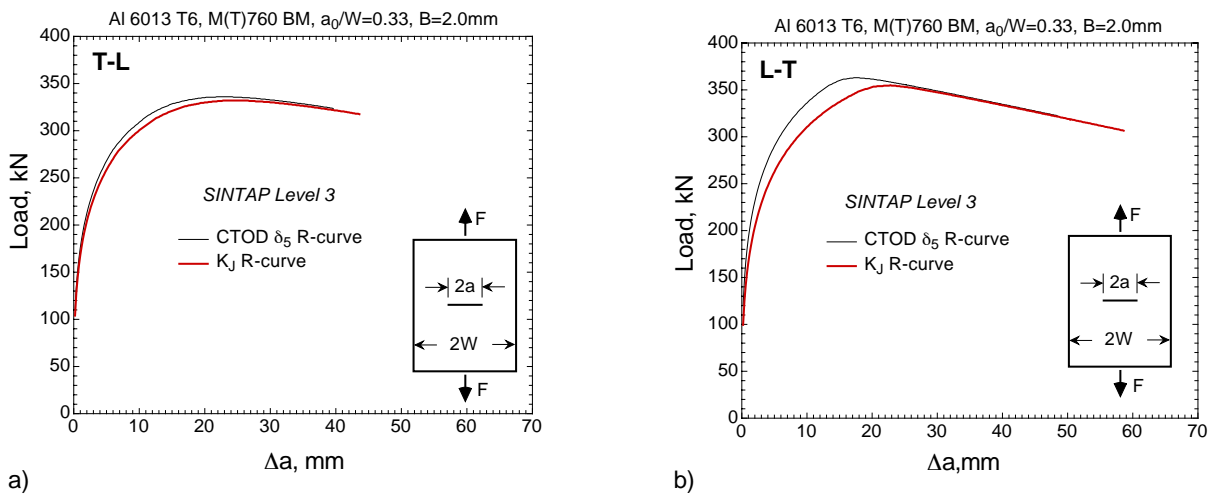 Al 6013 T6, M(T)760 BM, a₀/W=0.33, B=2.0mm
T-L
400
350
300
250
200
150
100
50
0
Load, kN
SINTAP Level 3
CTOD δ₅ R-curve
K_J R-curve
F
2a
2W
F
0 10 20 30 40 50 60 70
Δa, mm
a)
Al 6013 T6, M(T)760 BM, a₀/W=0.33, B=2.0mm
L-T
400
350
300
250
200
150
100
50
0
Load, kN
SINTAP Level 3
CTOD δ₅ R-curve
K_J R-curve
F
2a
2W
F
0 10 20 30 40 50 60 70
Δa,mm
b)